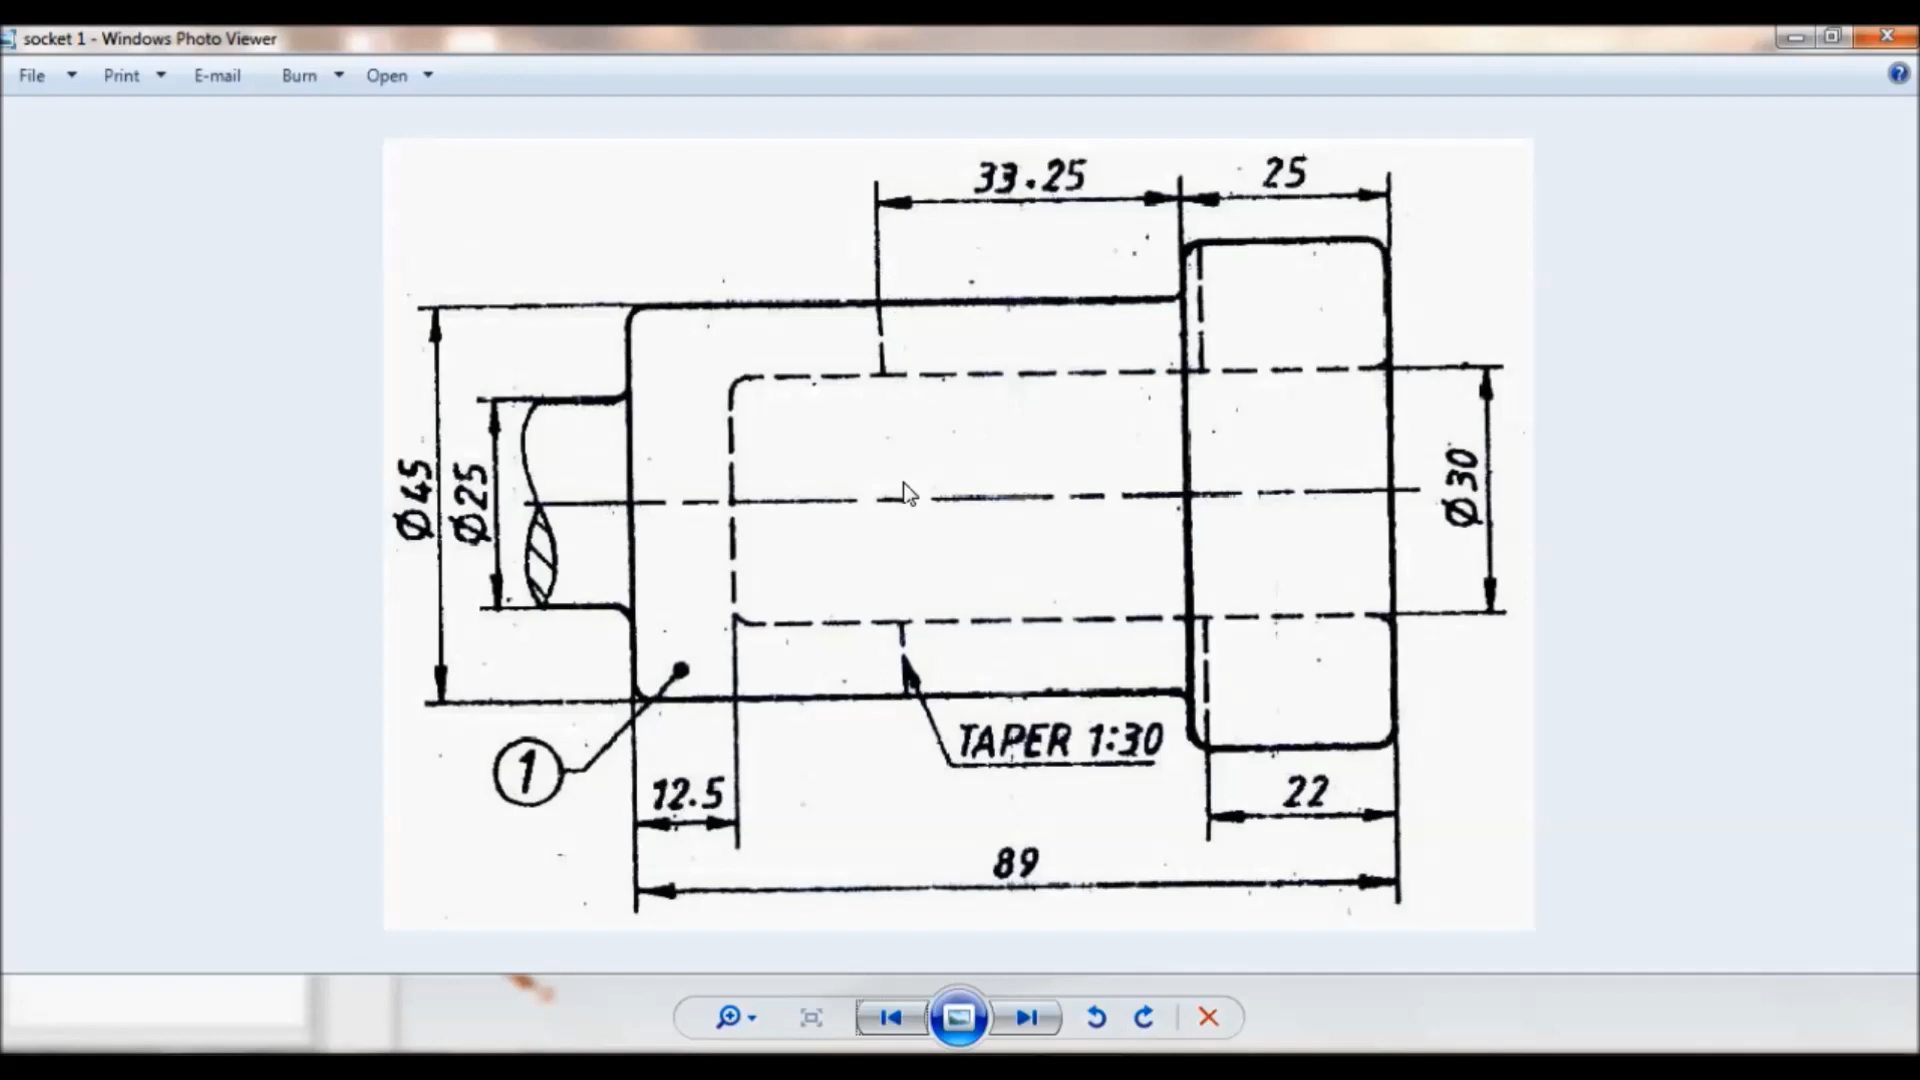 socket 1 - Windows Photo Viewer
File Print E-mail Burn Open
33.25
25
Ø45
Ø25
Ø30
TAPER 1:30
1
12.5
22
89